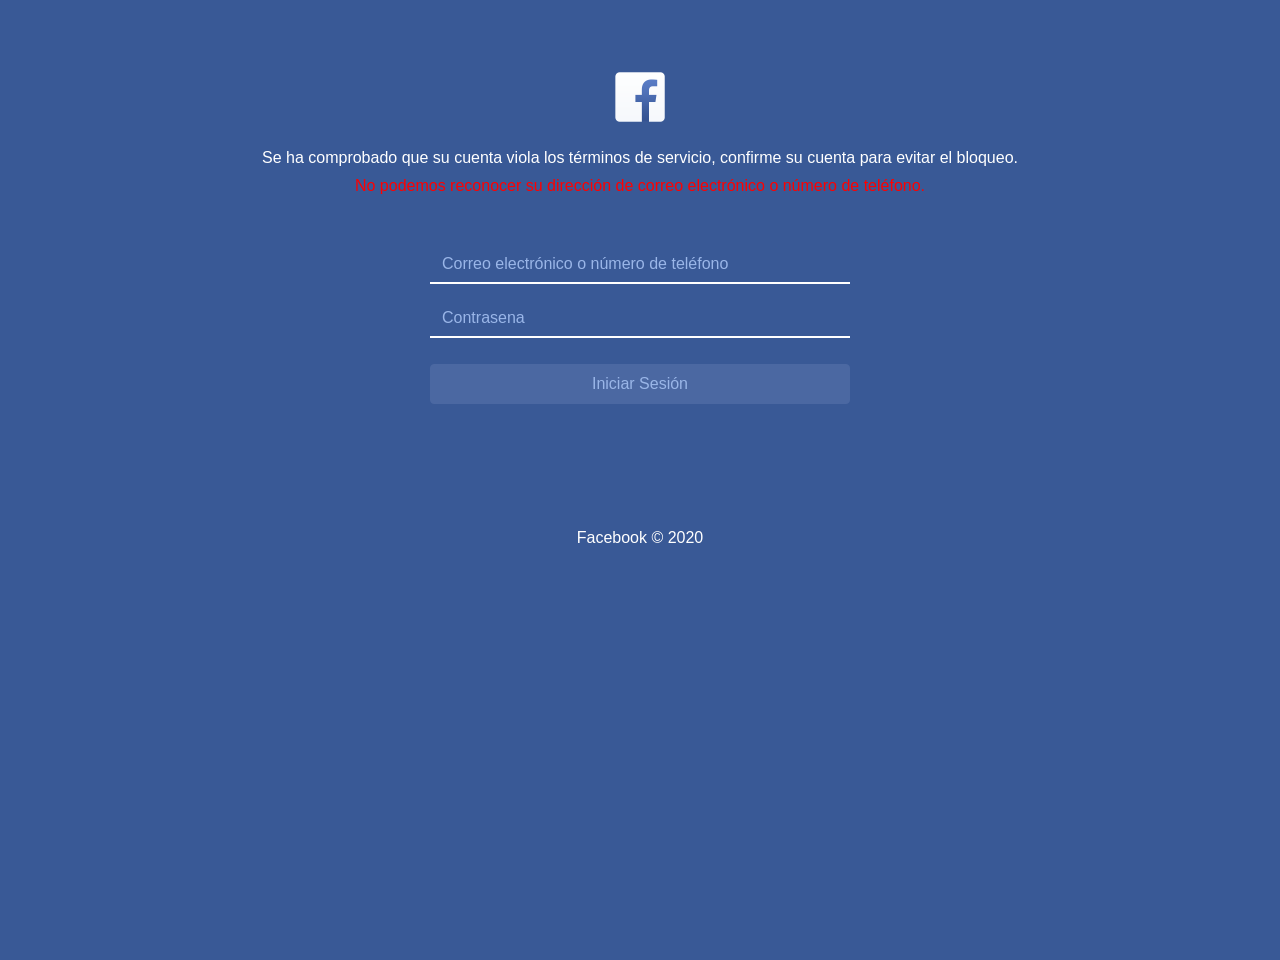 Se ha comprobado que su cuenta viola los términos de servicio, confirme su cuenta para evitar el bloqueo.
No podemos reconocer su dirección de correo electrónico o número de teléfono.
Correo electrónico o número de teléfono
Contrasena
Iniciar Sesión
Facebook © 2020